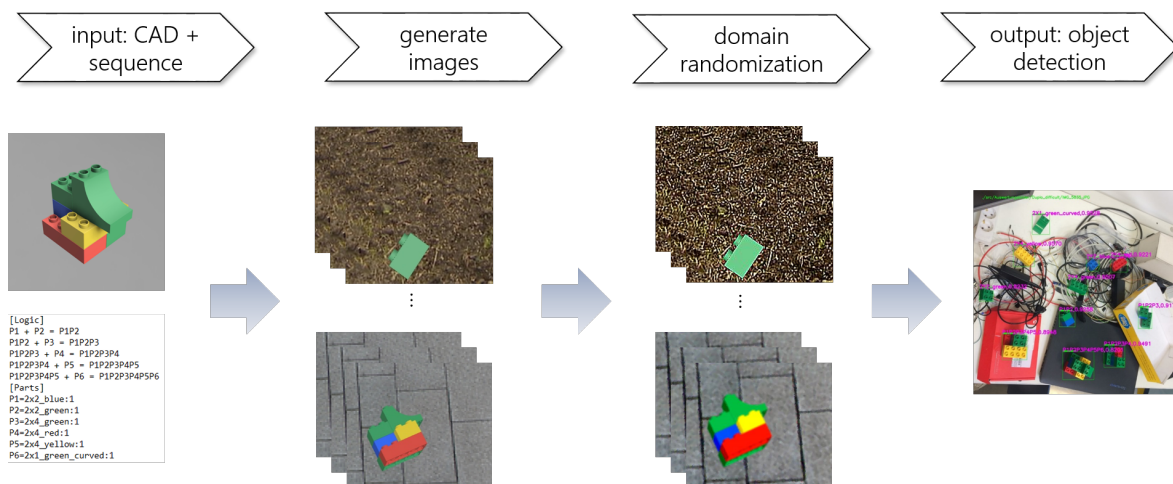 input: CAD +
sequence
generate
images
domain
randomization
output: object
detection
[Logic]
P1 + P2 = P1P2
P1P2 + P3 = P1P2P3
P1P2P3 + P4 = P1P2P3P4
P1P2P3P4 + P5 = P1P2P3P4P5
P1P2P3P4P5 + P6 = P1P2P3P4P5P6
[Parts]
P1=2x2_blue:1
P2=2x2_green:1
P3=2x4_green:1
P4=2x4_red:1
P5=2x4_yellow:1
P6=2x1_green_curved:1
⋮
⋮